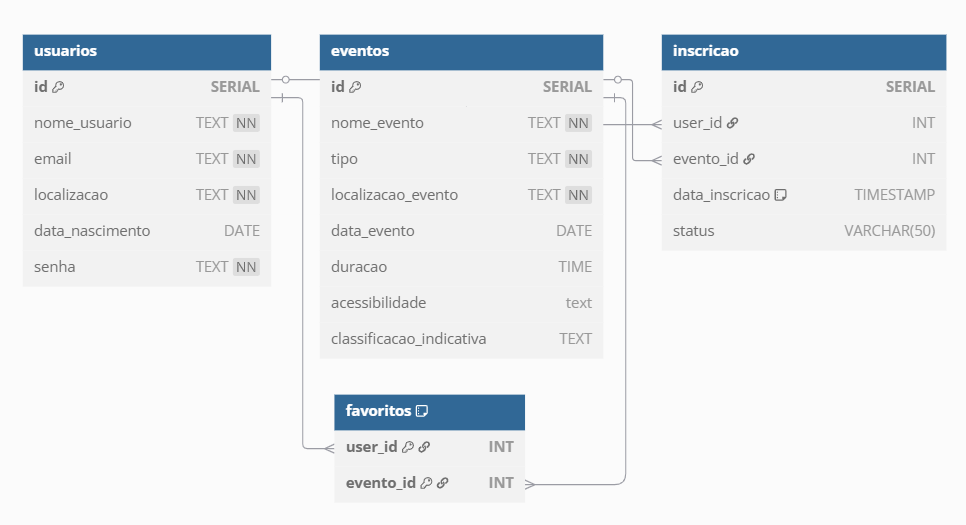 usuarios
id SERIAL
nome_usuario TEXT NN
email TEXT NN
localizacao TEXT NN
data_nascimento DATE
senha TEXT NN
eventos
id SERIAL
nome_evento TEXT NN
tipo TEXT NN
localizacao_evento TEXT NN
data_evento DATE
duracao TIME
acessibilidade text
classificacao_indicativa TEXT
inscricao
id SERIAL
user_id INT
evento_id INT
data_inscricao TIMESTAMP
status VARCHAR(50)
favoritos
user_id INT
evento_id INT